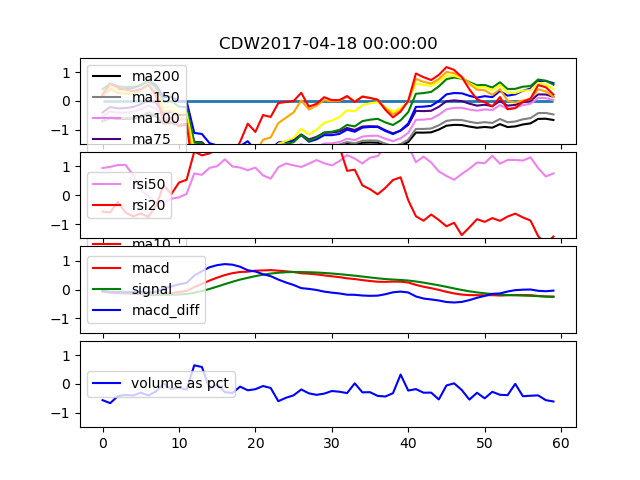 CDW2017-04-18 00:00:00
1
0
−1
ma200
ma150
ma100
ma75
1
0
−1
rsi50
rsi20
ma10
1
0
−1
macd
signal
macd_diff
1
0
−1
volume as pct
0 10 20 30 40 50 60